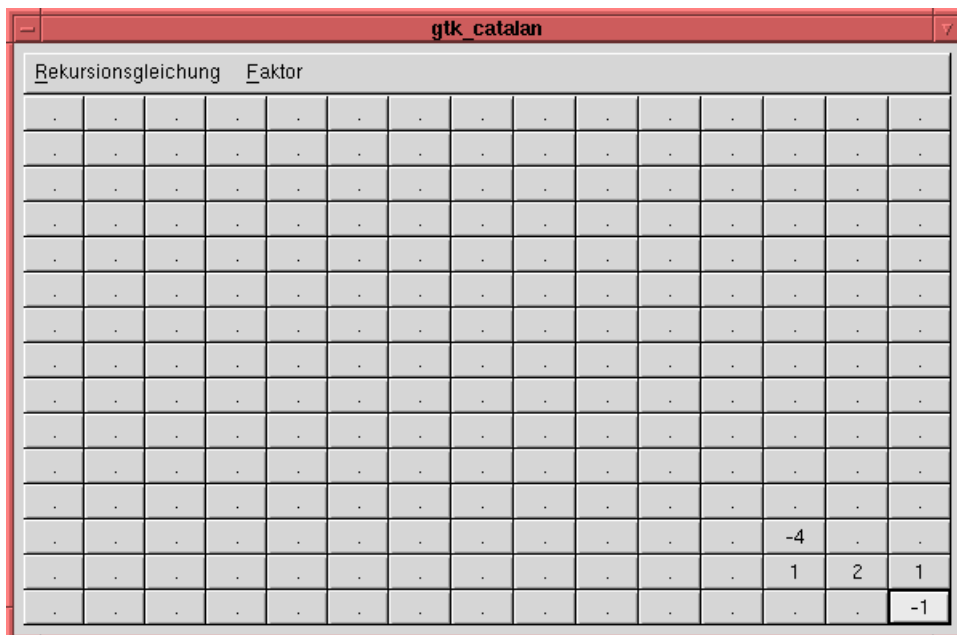 gtk_catalan
Rekursionsgleichung Faktor
. . . . . . . . . . . . . . .
. . . . . . . . . . . . . . .
. . . . . . . . . . . . . . .
. . . . . . . . . . . . . . .
. . . . . . . . . . . . . . .
. . . . . . . . . . . . . . .
. . . . . . . . . . . . . . .
. . . . . . . . . . . . . . .
. . . . . . . . . . . . . . .
. . . . . . . . . . . . . . .
. . . . . . . . . . . . . . .
. . . . . . . . . . . . . . .
. . . . . . . . . . . . -4 . .
. . . . . . . . . . . . 1 2 1
. . . . . . . . . . . . . . -1